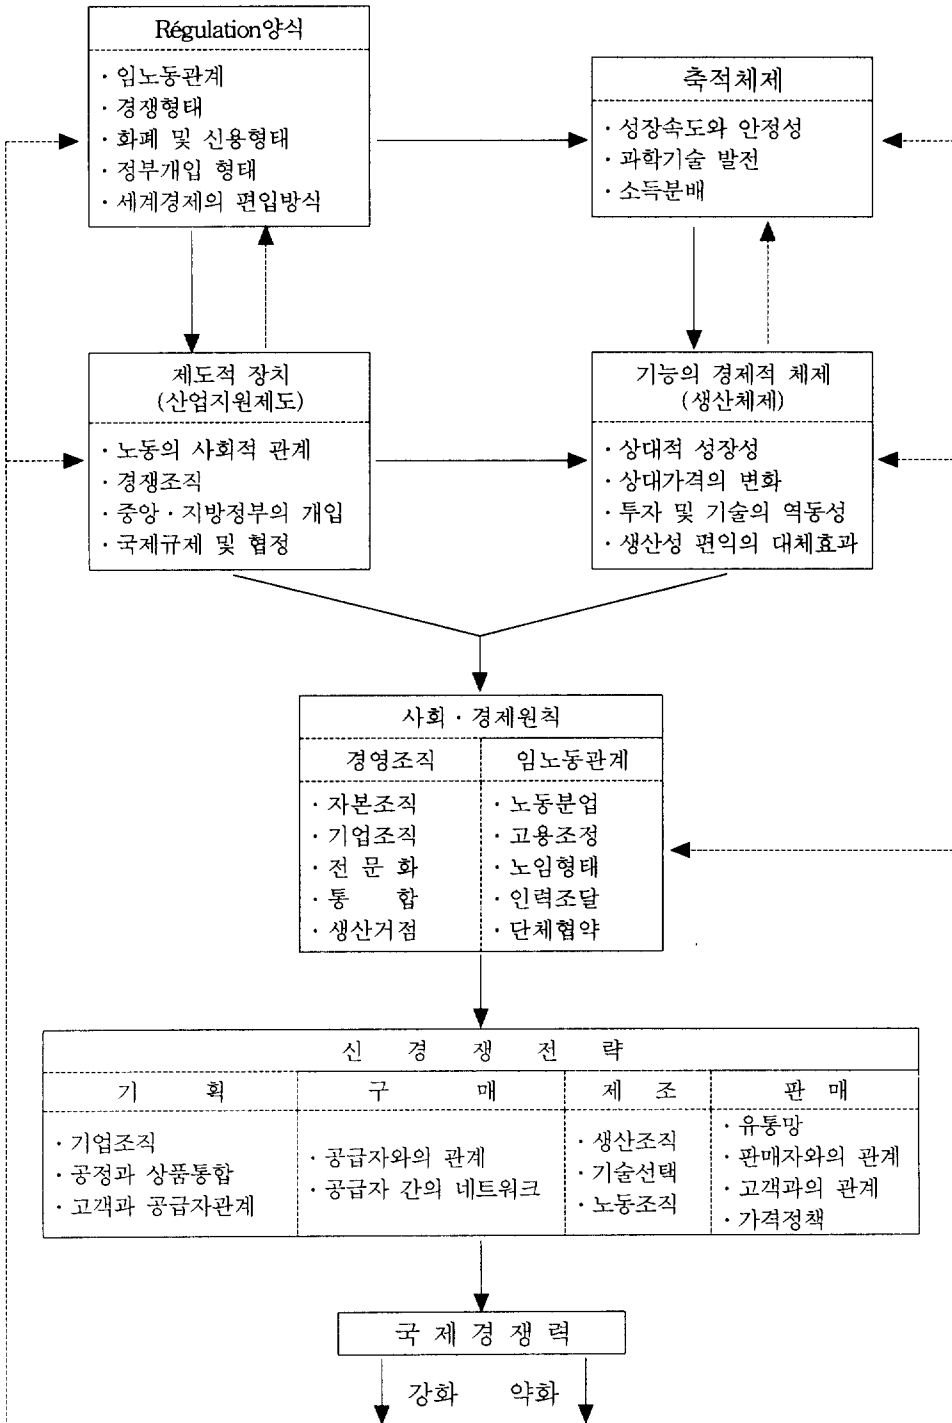 Régulation양식
· 임노동관계
· 경쟁형태
· 화폐 및 신용형태
· 정부개입 형태
· 세계경제의 편입방식
축적체제
· 성장속도와 안정성
· 과학기술 발전
· 소득분배
제도적 장치
(산업지원제도)
· 노동의 사회적 관계
· 경쟁조직
· 중앙 · 지방정부의 개입
· 국제규제 및 협정
기능의 경제적 체제
(생산체제)
· 상대적 성장성
· 상대가격의 변화
· 투자 및 기술의 역동성
· 생산성 편익의 대체효과
사회 · 경제원칙
경영조직
· 자본조직
· 기업조직
· 전 문 화
· 통 합
· 생산거점
임노동관계
· 노동분업
· 고용조정
· 노임형태
· 인력조달
· 단체협약
신 경 쟁 전 략
기 획
· 기업조직
· 공정과 상품통합
· 고객과 공급자관계
구 매
· 공급자와의 관계
· 공급자 간의 네트워크
제 조
· 생산조직
· 기술선택
· 노동조직
판 매
· 유통망
· 판매자와의 관계
· 고객과의 관계
· 가격정책
국 제 경 쟁 력
강화 약화